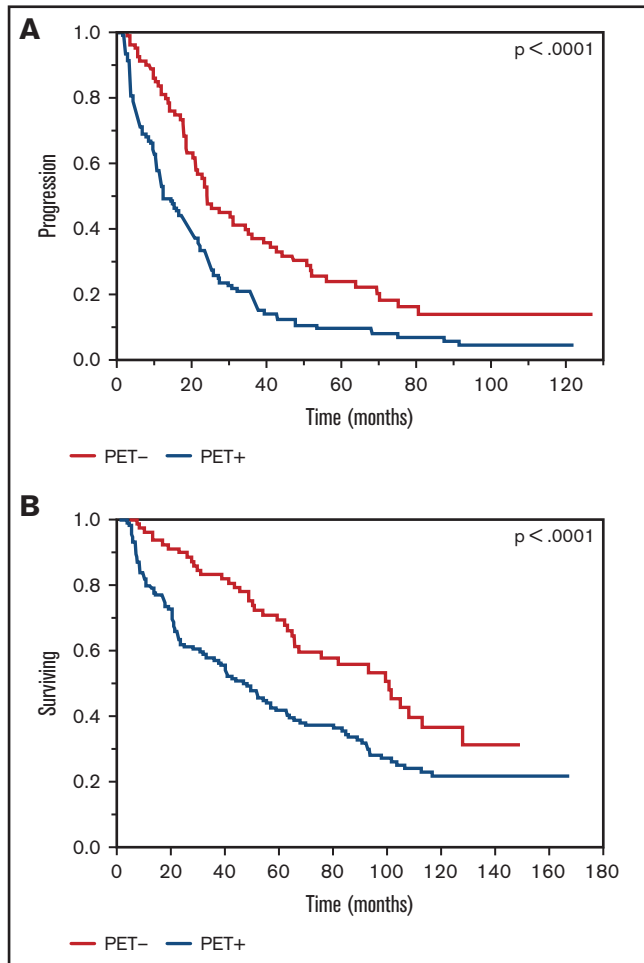 A
p < .0001
1.0
0.8
0.6
0.4
0.2
0.0
Progression
0 20 40 60 80 100 120
Time (months)
PET– PET+
B
p < .0001
1.0
0.8
0.6
0.4
0.2
0.0
Surviving
0 20 40 60 80 100 120 140 160 180
Time (months)
PET– PET+